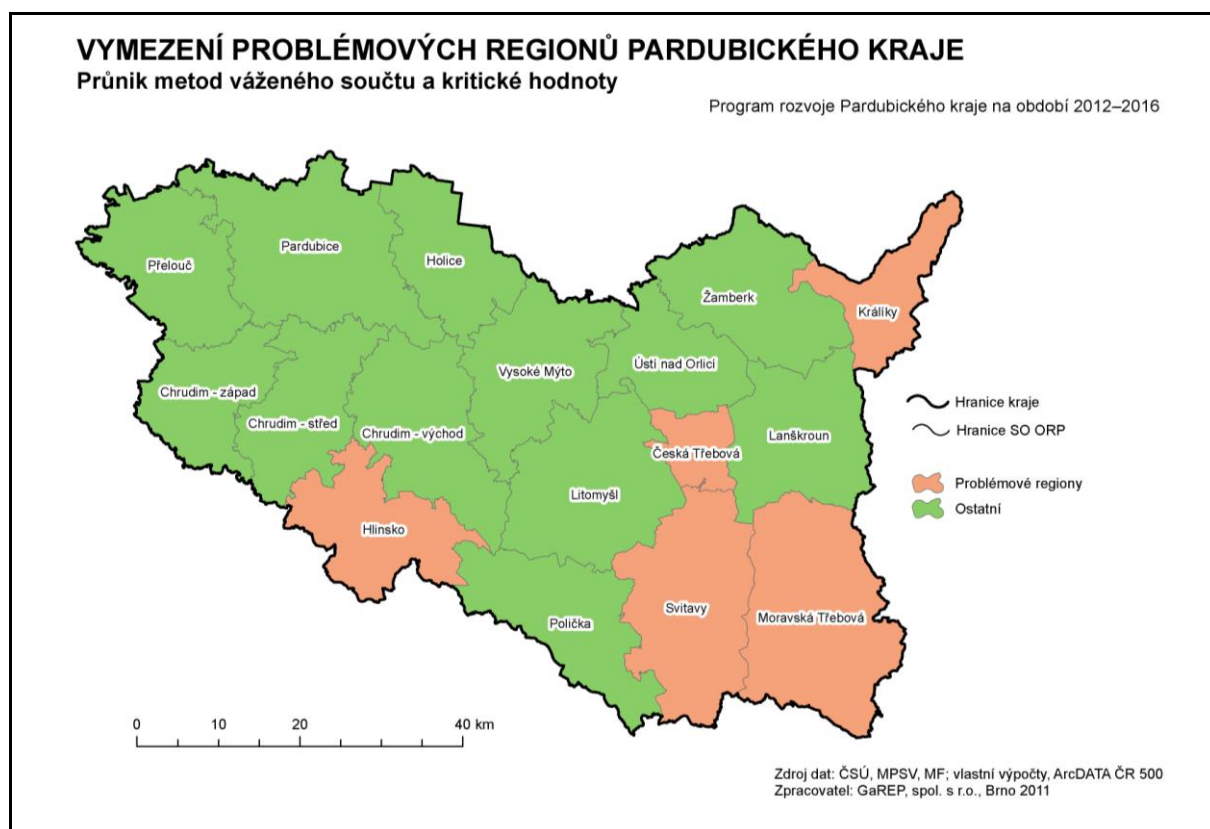 VYMEZENÍ PROBLÉMOVÝCH REGIONŮ PARDUBICKÉHO KRAJE
Průnik metod váženého součtu a kritické hodnoty
Program rozvoje Pardubického kraje na období 2012–2016
Přelouč
Pardubice
Holice
Žamberk
Králíky
Chrudim - západ
Chrudim - střed
Chrudim - východ
Vysoké Mýto
Ústí nad Orlicí
Česká Třebová
Lanškroun
Litomyšl
Hlinsko
Polička
Svitavy
Moravská Třebová
Hranice kraje
Hranice SO ORP
Problémové regiony
Ostatní
0 10 20 40 km
Zdroj dat: ČSÚ, MPSV, MF; vlastní výpočty, ArcDATA ČR 500
Zpracovatel: GaREP, spol. s r.o., Brno 2011